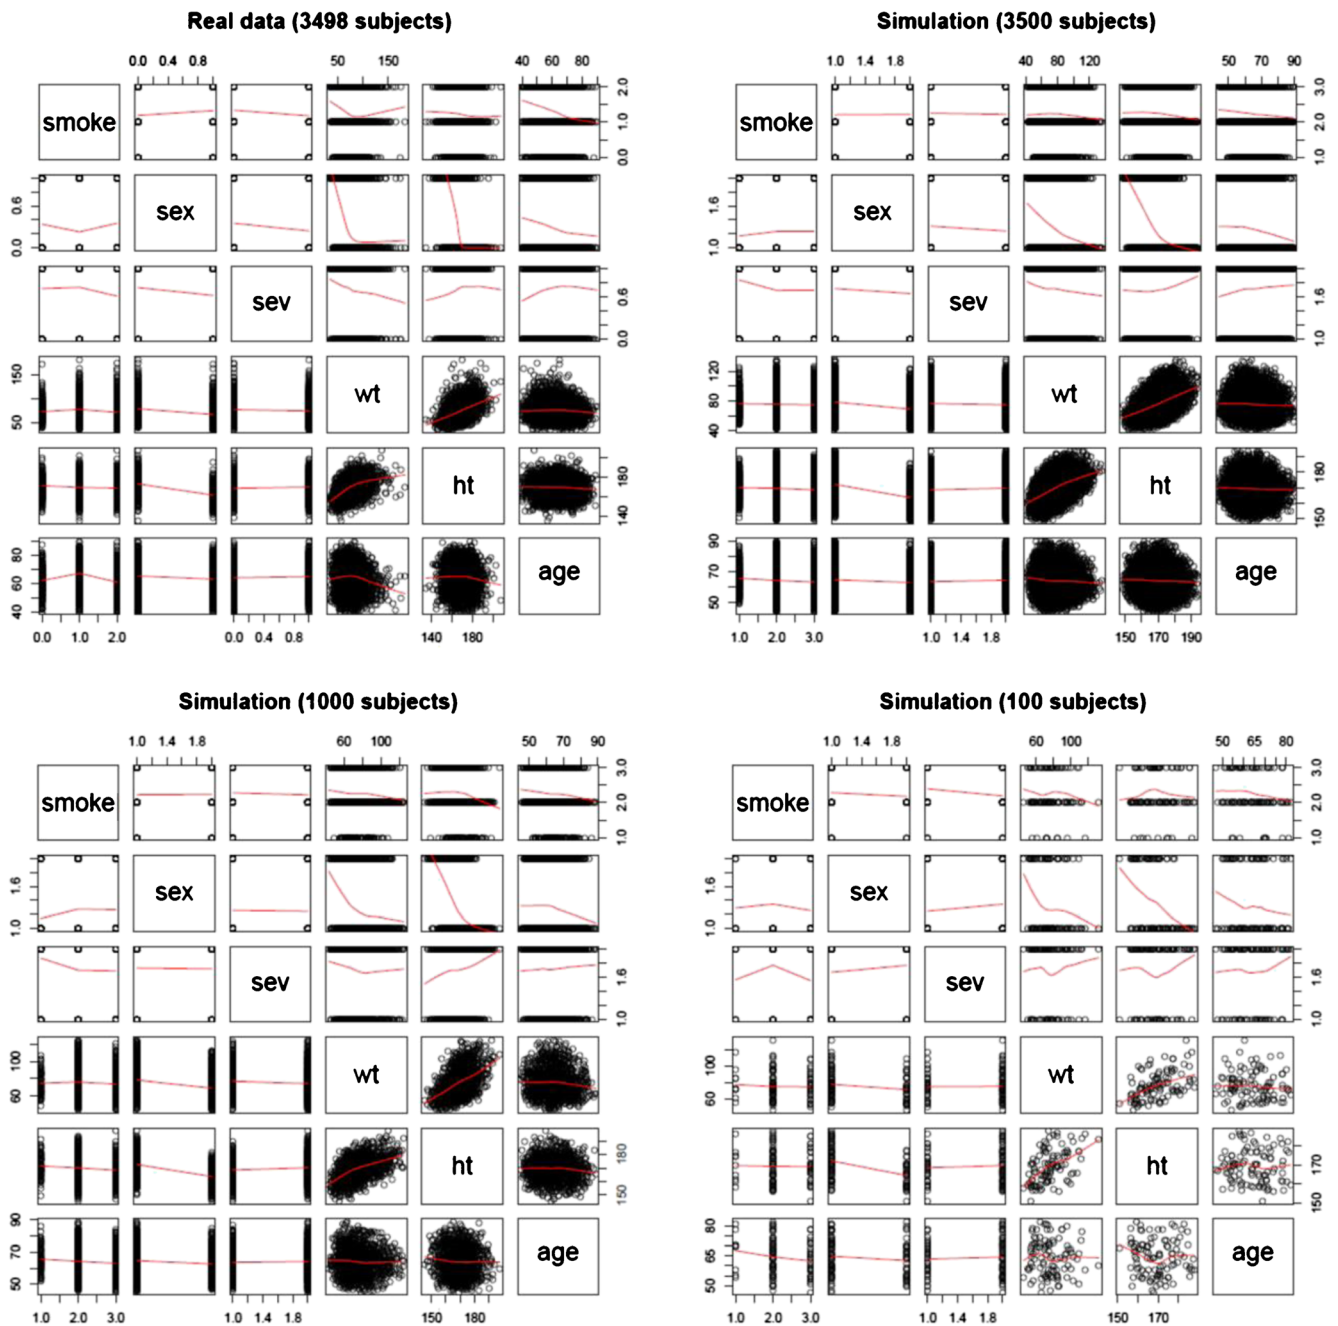 Real data (3498 subjects)
0.0 0.4 0.8 50 150 40 60 80
smoke
0.0 1.0 2.0
sex
0.0 0.6
sev
0.0 0.6
wt
50 150
ht
140 180
age
40 60 80
0.0 1.0 2.0 0.0 0.4 0.8 140 180
Simulation (3500 subjects)
1.0 1.4 1.8 40 80 120 50 70 90
smoke
1.0 2.0 3.0
sex
1.0 1.6
sev
1.0 1.6
wt
40 80 120
ht
150 180
age
50 70 90
1.0 2.0 3.0 1.0 1.4 1.8 150 170 190
Simulation (1000 subjects)
1.0 1.4 1.8 60 100 50 60 70 80 90
smoke
1.0 2.0 3.0
sex
1.0 1.6
sev
1.0 1.6
wt
60 100
ht
150 180
age
50 70 90
1.0 2.0 3.0 1.0 1.4 1.8 150 180
Simulation (100 subjects)
1.0 1.4 1.8 60 100 50 65 80
smoke
1.0 2.0 3.0
sex
1.0 1.6
sev
1.0 1.6
wt
60 80 100
ht
150 170
age
50 65 80
1.0 2.0 3.0 1.0 1.4 1.8 150 170